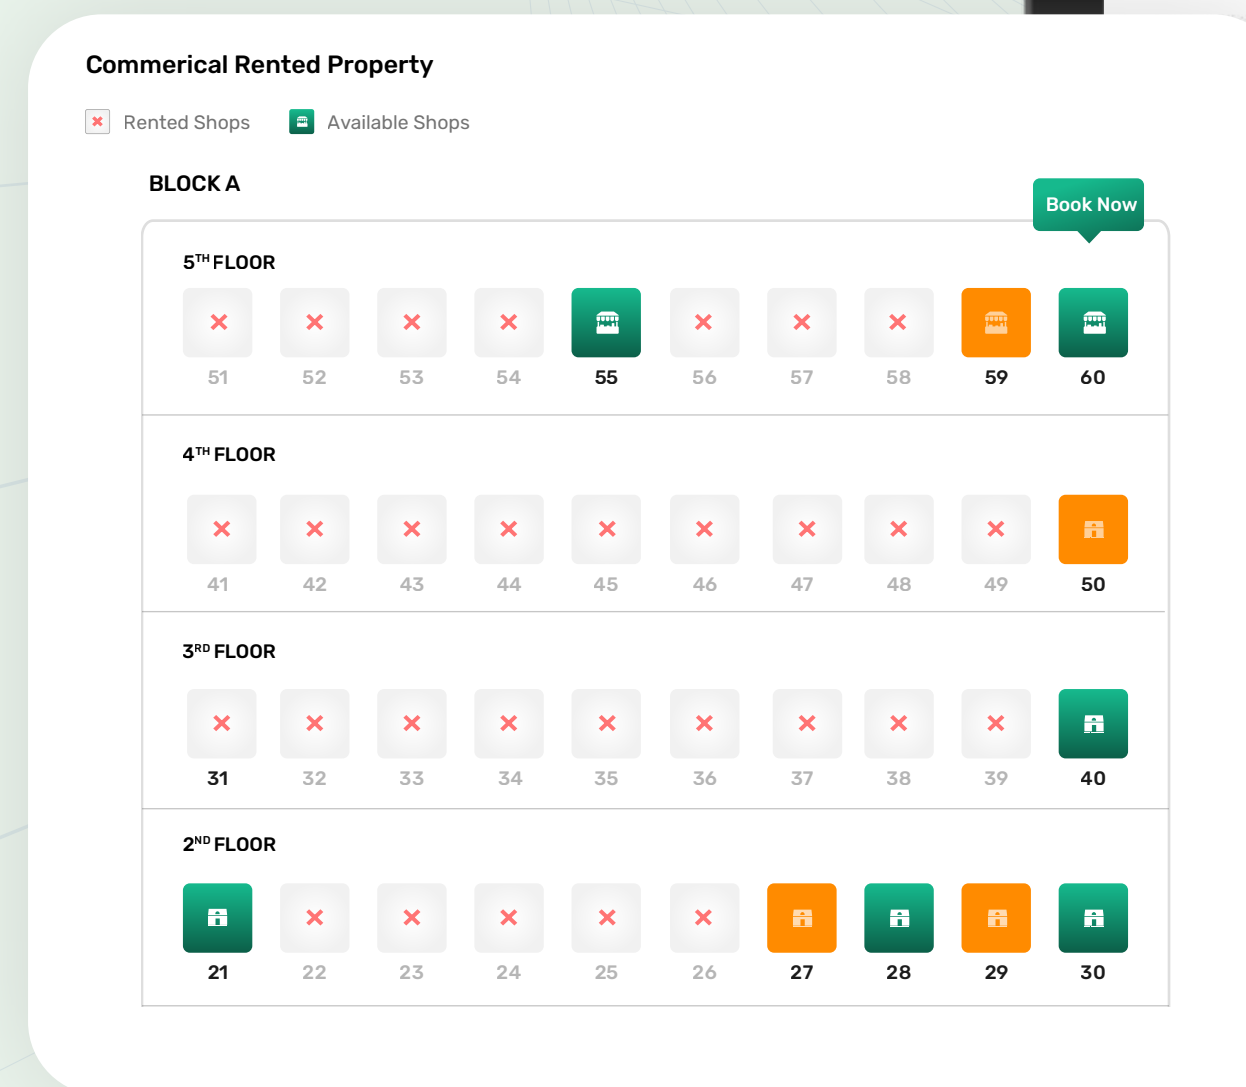 Commerical Rented Property
Rented Shops Available Shops
BLOCK A
Book Now
5TH FLOOR
51 52 53 54 55 56 57 58 59 60
4TH FLOOR
41 42 43 44 45 46 47 48 49 50
3RD FLOOR
31 32 33 34 35 36 37 38 39 40
2ND FLOOR
21 22 23 24 25 26 27 28 29 30